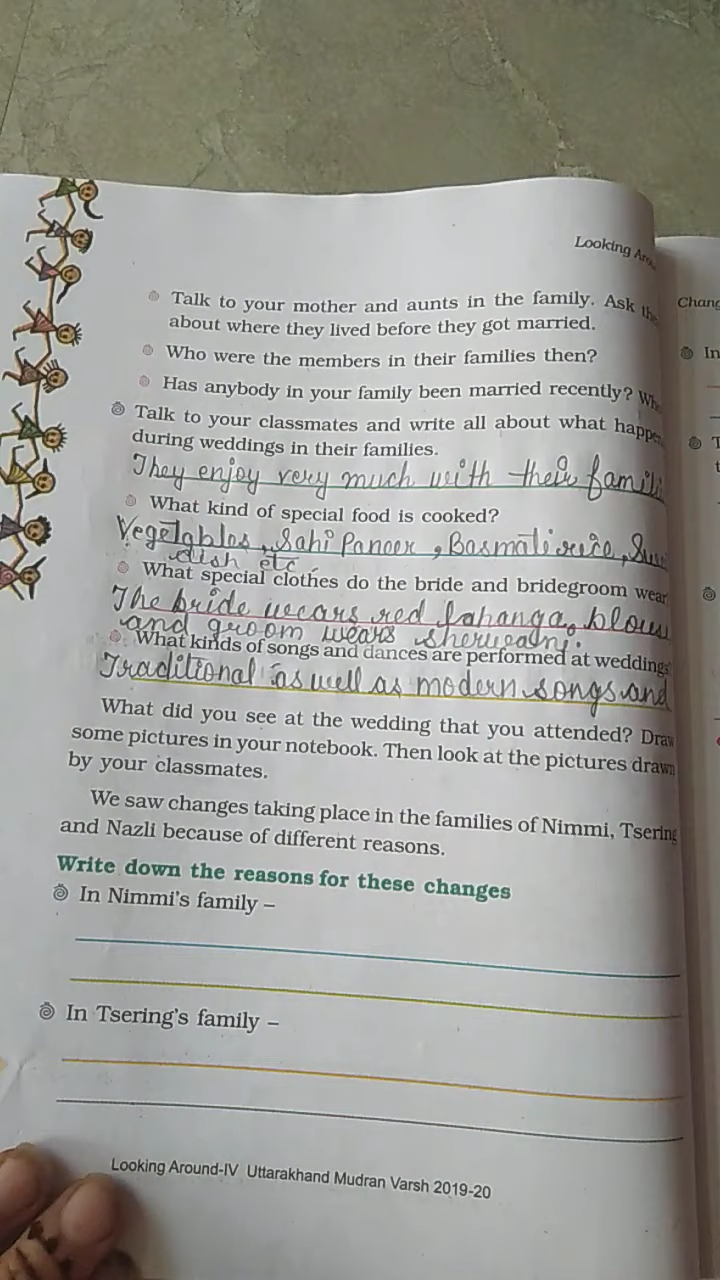 Looking Aro
Talk to your mother and aunts in the family. Ask the
about where they lived before they got married.
Who were the members in their families then?
Has anybody in your family been married recently? Wh
Talk to your classmates and write all about what happen
during weddings in their families.
They enjoy very much with their famili
What kind of special food is cooked?
Vegetables, Sahi Paneer, Basmati rice,
dish etc.
What special clothes do the bride and bridegroom wear
The bride wears red lahanga, blous
and groom wears sherwani.
What kinds of songs and dances are performed at weddings
Traditional as well as modern songs and
What did you see at the wedding that you attended? Draw
some pictures in your notebook. Then look at the pictures drawn
by your classmates.
We saw changes taking place in the families of Nimmi, Tsering
and Nazli because of different reasons.
Write down the reasons for these changes
In Nimmi's family –
In Tsering's family –
Looking Around-IV Uttarakhand Mudran Varsh 2019-20
Chang
In
T
t